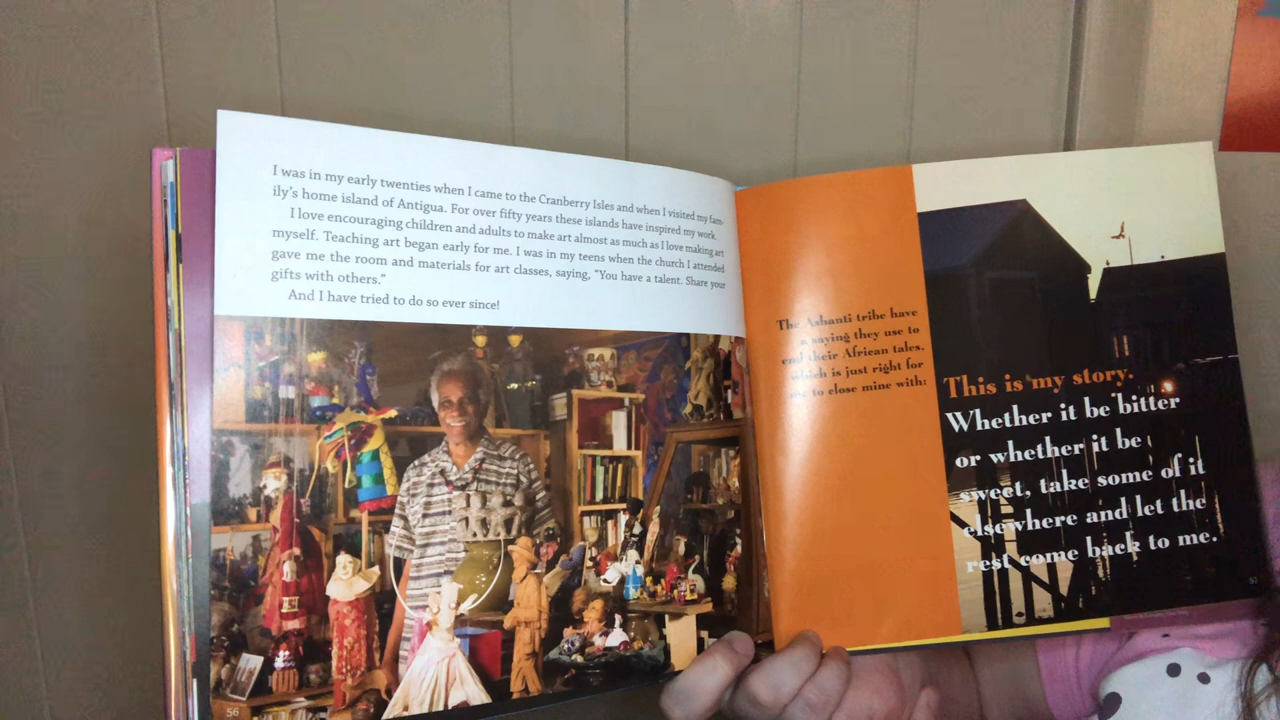 I was in my early twenties when I came to the Cranberry Isles and when I visited my fam-
ily's home island of Antigua. For over fifty years these islands have inspired my work.
I love encouraging children and adults to make art almost as much as I love making art
myself. Teaching art began early for me. I was in my teens when the church I attended
gave me the room and materials for art classes, saying, “You have a talent. Share your
gifts with others.”
And I have tried to do so ever since!
56
The Ashanti tribe have
a saying they use to
end their African tales,
which is just right for
me to close mine with:
This is my story.
Whether it be bitter
or whether it be
sweet, take some of it
elsewhere and let the
rest come back to me.